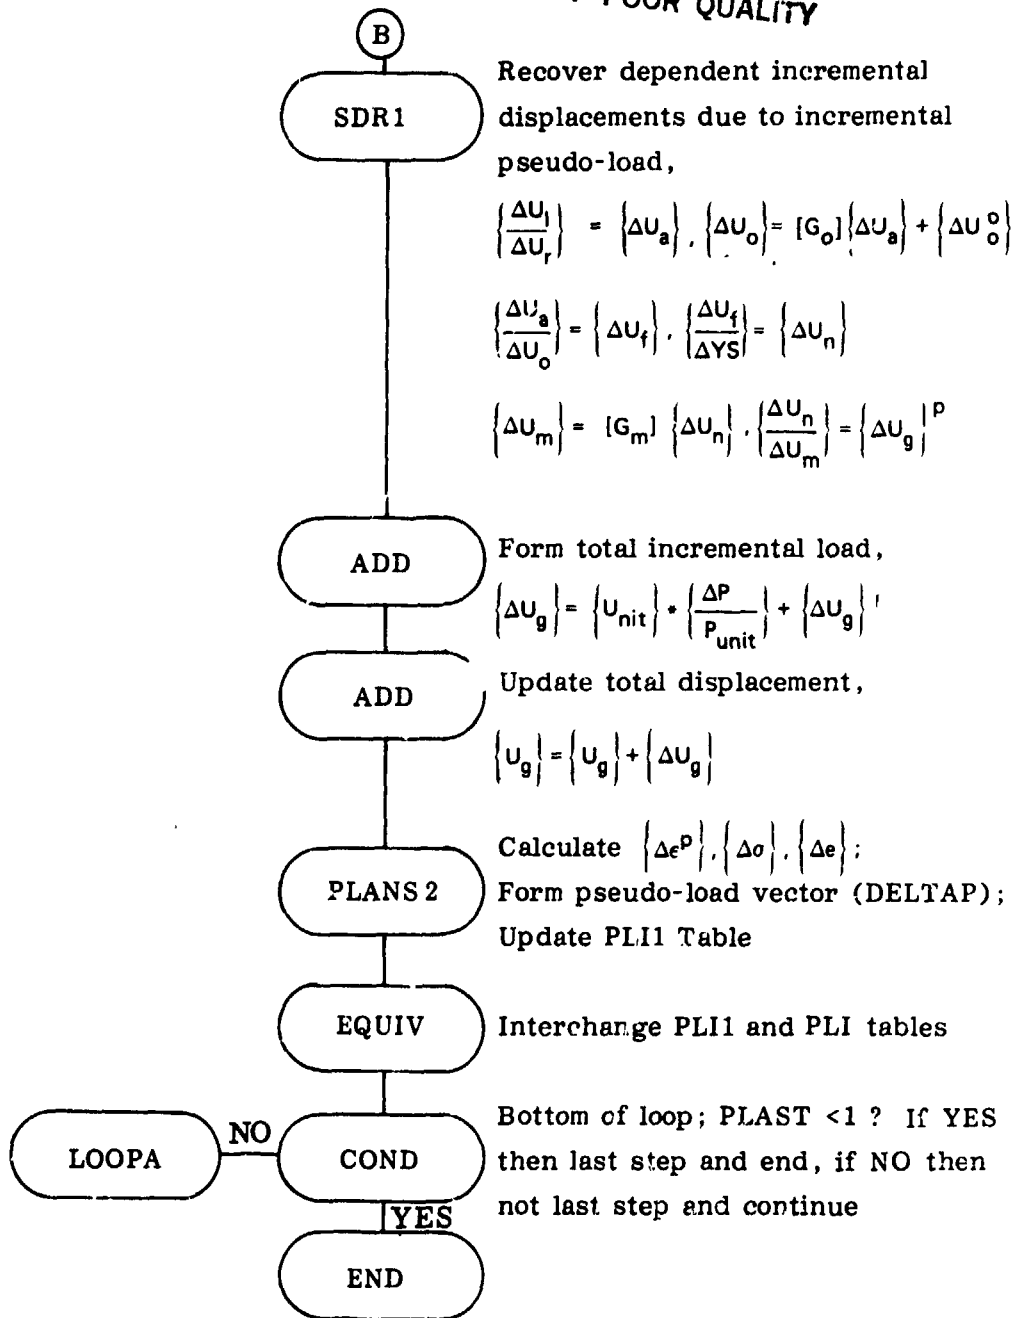 POOR QUALITY
B
SDR1
Recover dependent incremental
displacements due to incremental
pseudo-load,
{ΔU_l / ΔU_r} = {ΔU_a} , {ΔU_o} = [G_o] {ΔU_a} + {ΔU_o^o}
{ΔU_a / ΔU_o} = {ΔU_f} , {ΔU_f / ΔYS} = {ΔU_n}
{ΔU_m} = [G_m] {ΔU_n} , {ΔU_n / ΔU_m} = {ΔU_g}^p
ADD
Form total incremental load,
{ΔU_g} = {U_nit} * {ΔP / P_unit} + {ΔU_g}
ADD
Update total displacement,
{U_g} = {U_g} + {ΔU_g}
PLANS 2
Calculate {Δϵ^p} , {Δσ} , {Δe} ;
Form pseudo-load vector (DELTAP);
Update PLI1 Table
EQUIV
Interchange PLI1 and PLI tables
LOOPA
NO
COND
Bottom of loop; PLAST <1 ? If YES
then last step and end, if NO then
not last step and continue
YES
END